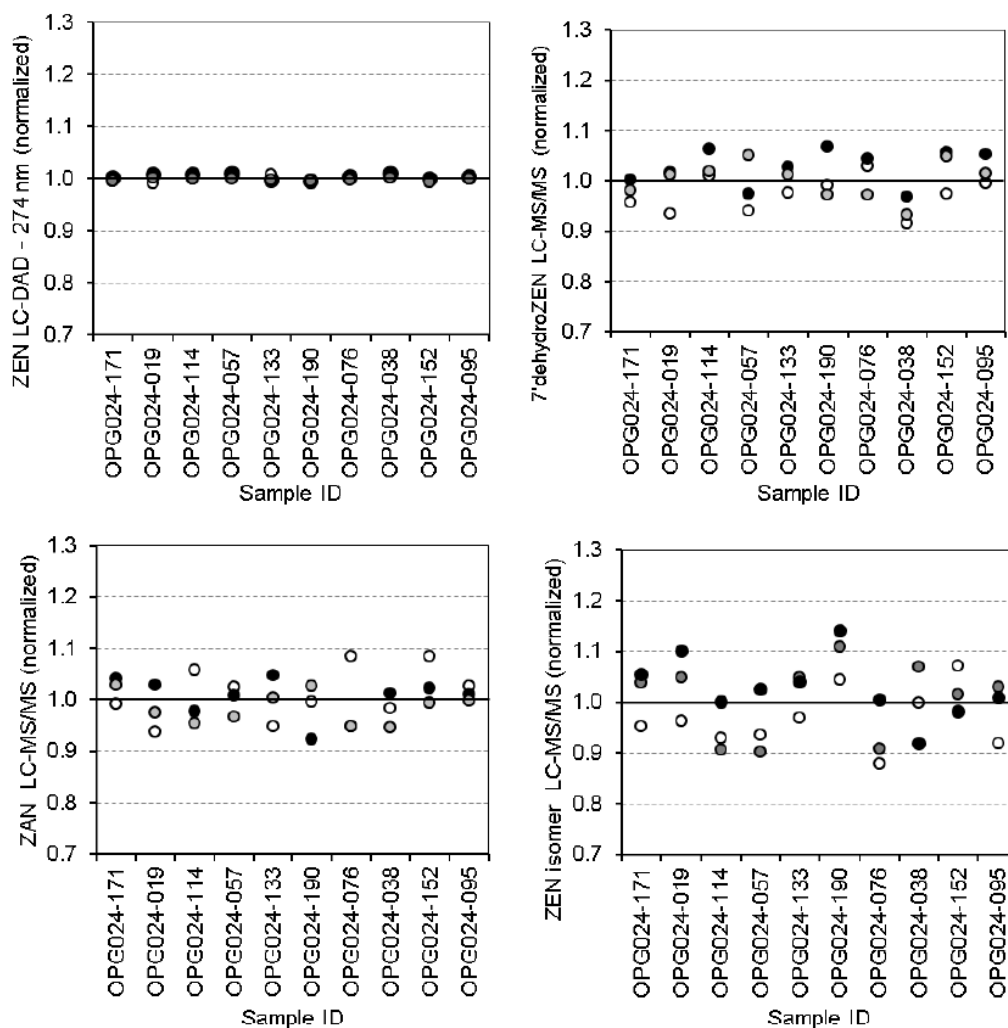 ZEN LC-DAD - 274 nm (normalized)
1.3
1.2
1.1
1.0
0.9
0.8
0.7
OPG024-171
OPG024-019
OPG024-114
OPG024-057
OPG024-133
OPG024-190
OPG024-076
OPG024-038
OPG024-152
OPG024-095
Sample ID
7'dehydroZEN LC-MS/MS (normalized)
1.3
1.2
1.1
1.0
0.9
0.8
0.7
OPG024-171
OPG024-019
OPG024-114
OPG024-057
OPG024-133
OPG024-190
OPG024-076
OPG024-038
OPG024-152
OPG024-095
Sample ID
ZAN LC-MS/MS (normalized)
1.3
1.2
1.1
1.0
0.9
0.8
0.7
OPG024-171
OPG024-019
OPG024-114
OPG024-057
OPG024-133
OPG024-190
OPG024-076
OPG024-038
OPG024-152
OPG024-095
Sample ID
ZEN isomer LC-MS/MS (normalized)
1.3
1.2
1.1
1.0
0.9
0.8
0.7
OPG024-171
OPG024-019
OPG024-114
OPG024-057
OPG024-133
OPG024-190
OPG024-076
OPG024-038
OPG024-152
OPG024-095
Sample ID